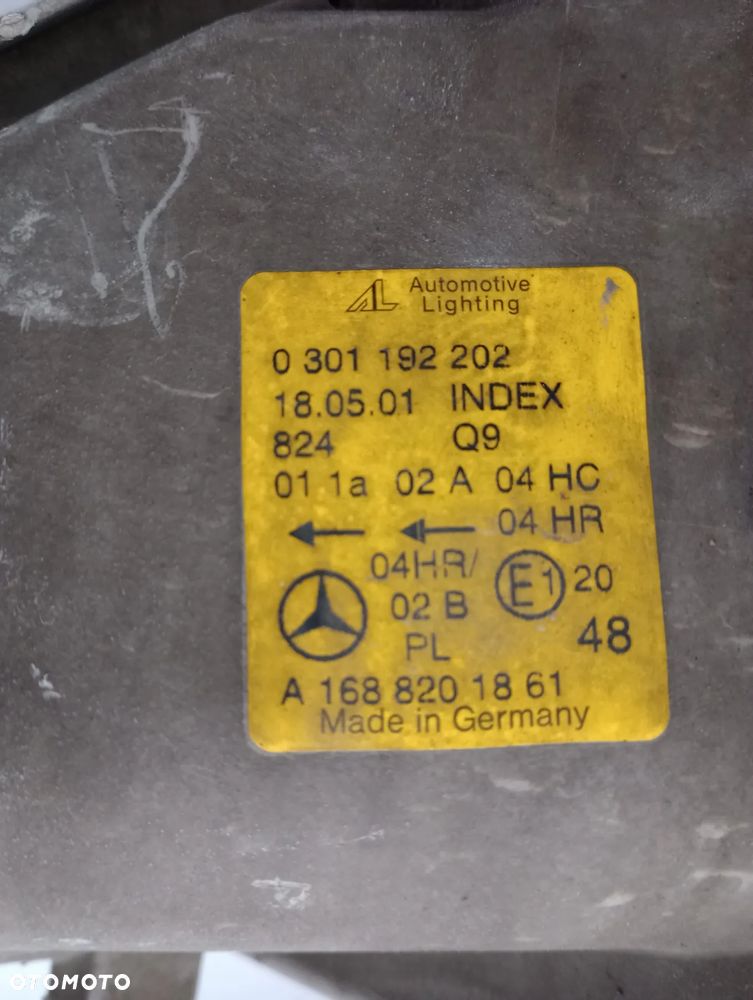 AL Automotive
Lighting
0 301 192 202
18.05.01 INDEX
824 Q9
01 1a 02 A 04 HC
04 HR
04HR/
02 B
PL
E1 20
48
A 168 820 18 61
Made in Germany
OTOMOTO